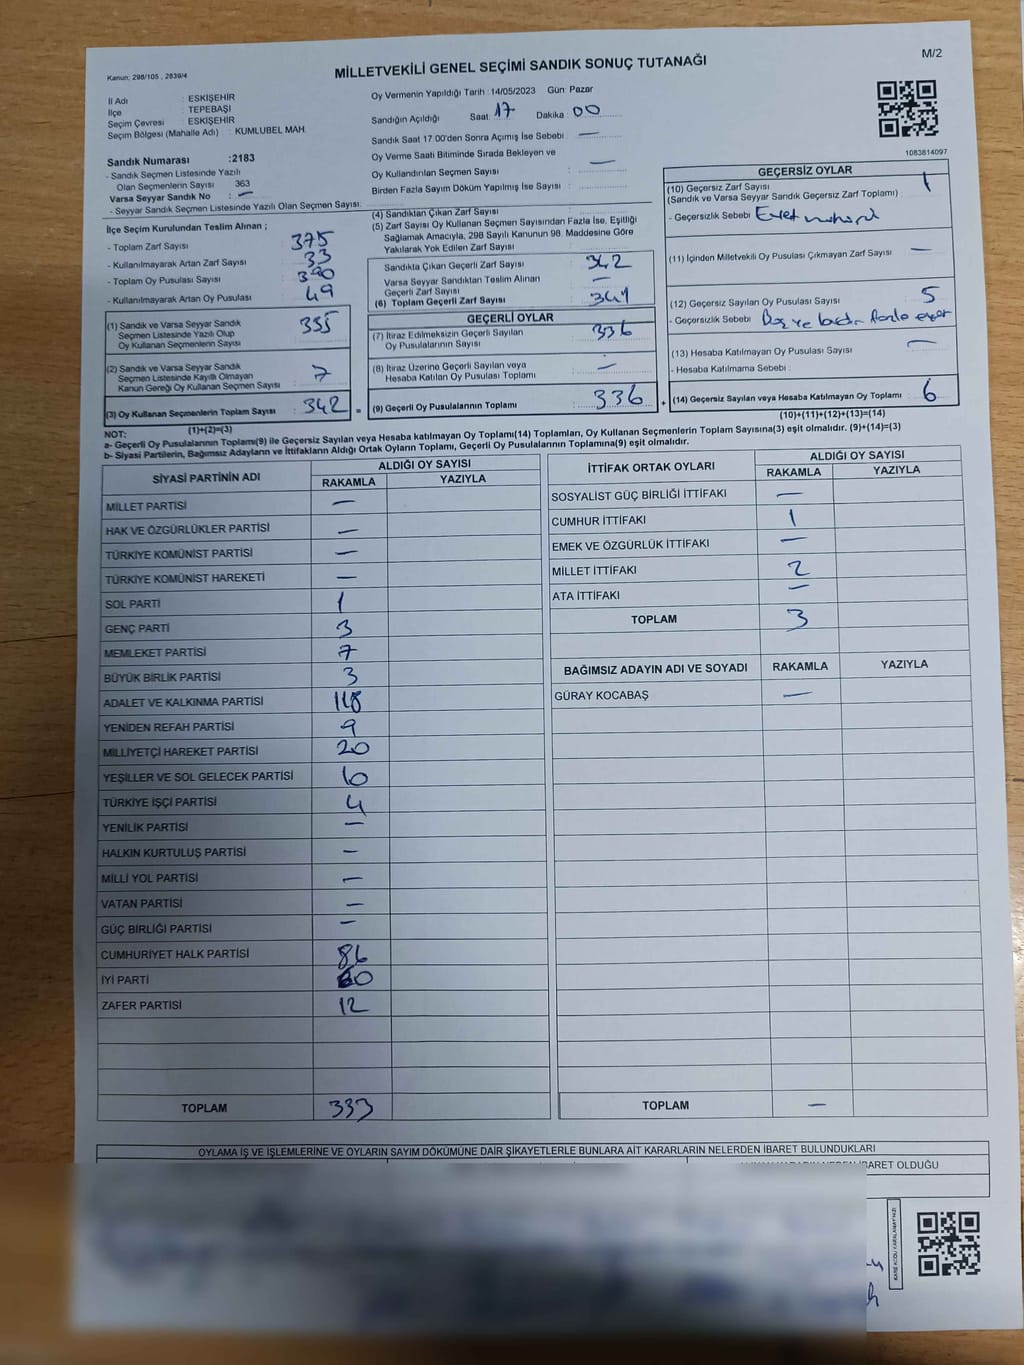 Kanun: 298/105 , 2839/4
MİLLETVEKİLİ GENEL SEÇİMİ SANDIK SONUÇ TUTANAĞI
M/2
İl Adı : ESKİŞEHİR
İlçe : TEPEBAŞI
Seçim Çevresi : ESKİŞEHİR
Seçim Bölgesi (Mahalle Adı) : KUMLUBEL MAH.
Sandık Numarası :2183
- Sandık Seçmen Listesinde Yazılı
Olan Seçmenlerin Sayısı 363
Varsa Seyyar Sandık No : —
- Seyyar Sandık Seçmen Listesinde Yazılı Olan Seçmen Sayısı:
Oy Vermenin Yapıldığı Tarih : 14/05/2023 Gün: Pazar
Sandığın Açıldığı Saat: 17 Dakika : 00
Sandık Saat 17.00'den Sonra Açımış İse Sebebi : —
Oy Verme Saati Bitiminde Sırada Bekleyen ve
Oy Kullandırılan Seçmen Sayısı : —
Birden Fazla Sayım Döküm Yapılmış İse Sayısı :
1083814097
İlçe Seçim Kurulundan Teslim Alınan ;
- Toplam Zarf Sayısı 375
- Kullanılmayarak Artan Zarf Sayısı : 33
- Toplam Oy Pusulası Sayısı : 390
- Kullanılmayarak Artan Oy Pusulası : 49
(1) Sandık ve Varsa Seyyar Sandık
Seçmen Listesinde Yazılı Olup
Oy Kullanan Seçmenlerin Sayısı : 335
(2) Sandık ve Varsa Seyyar Sandık
Seçmen Listesinde Kayıtlı Olmayan
Kanun Gereği Oy Kullanan Seçmen Sayısı : 7
(3) Oy Kullanan Seçmenlerin Toplam Sayısı : 342
(1)+(2)=(3)
(4) Sandıktan Çıkan Zarf Sayısı :
(5) Zarf Sayısı Oy Kullanan Seçmen Sayısından Fazla İse, Eşitliği
Sağlamak Amacıyla, 298 Sayılı Kanunun 98. Maddesine Göre
Yakılarak Yok Edilen Zarf Sayısı :
Sandıkta Çıkan Geçerli Zarf Sayısı : 342
Varsa Seyyar Sandıktan Teslim Alınan
Geçerli Zarf Sayısı : —
(6) Toplam Geçerli Zarf Sayısı : 341
GEÇERLİ OYLAR
(7) İtiraz Edilmeksizin Geçerli Sayılan
Oy Pusulalarının Sayısı : 336
(8) İtiraz Üzerine Geçerli Sayılan veya
Hesaba Katılan Oy Pusulası Toplamı : —
= (9) Geçerli Oy Pusulalarının Toplamı : 336
GEÇERSİZ OYLAR
(10) Geçersiz Zarf Sayısı 1
(Sandık ve Varsa Seyyar Sandık Geçersiz Zarf Toplamı) :
- Geçersizlik Sebebi : Evet
(11) İçinden Milletvekili Oy Pusulası Çıkmayan Zarf Sayısı : —
(12) Geçersiz Sayılan Oy Pusulası Sayısı : 5
- Geçersizlik Sebebi : Boş ve birden fazla
(13) Hesaba Katılmayan Oy Pusulası Sayısı : —
- Hesaba Katılmama Sebebi :
+ (14) Geçersiz Sayılan veya Hesaba Katılmayan Oy Toplamı : 6
(10)+(11)+(12)+(13)=(14)
NOT:
a- Geçerli Oy Pusulalarının Toplamı(9) ile Geçersiz Sayılan veya Hesaba katılmayan Oy Toplamı(14) Toplamları, Oy Kullanan Seçmenlerin Toplam Sayısına(3) eşit olmalıdır. (9)+(14)=(3)
b- Siyasi Partilerin, Bağımsız Adayların ve İttifakların Aldığı Ortak Oyların Toplamı, Geçerli Oy Pusulalarının Toplamına(9) eşit olmalıdır.
SİYASİ PARTİNİN ADI ALDIĞI OY SAYISI
RAKAMLA YAZIYLA
MİLLET PARTİSİ —
HAK VE ÖZGÜRLÜKLER PARTİSİ —
TÜRKİYE KOMÜNİST PARTİSİ —
TÜRKİYE KOMÜNİST HAREKETİ —
SOL PARTİ 1
GENÇ PARTİ 3
MEMLEKET PARTİSİ 7
BÜYÜK BİRLİK PARTİSİ 3
ADALET VE KALKINMA PARTİSİ 118
YENİDEN REFAH PARTİSİ 9
MİLLİYETÇİ HAREKET PARTİSİ 20
YEŞİLLER VE SOL GELECEK PARTİSİ 10
TÜRKİYE İŞÇİ PARTİSİ 4
YENİLİK PARTİSİ —
HALKIN KURTULUŞ PARTİSİ —
MİLLİ YOL PARTİSİ —
VATAN PARTİSİ —
GÜÇ BİRLİĞİ PARTİSİ —
CUMHURİYET HALK PARTİSİ 86
İYİ PARTİ 60
ZAFER PARTİSİ 12
TOPLAM 333
İTTİFAK ORTAK OYLARI ALDIĞI OY SAYISI
RAKAMLA YAZIYLA
SOSYALİST GÜÇ BİRLİĞİ İTTİFAKI —
CUMHUR İTTİFAKI 1
EMEK VE ÖZGÜRLÜK İTTİFAKI —
MİLLET İTTİFAKI 2
ATA İTTİFAKI —
TOPLAM 3
BAĞIMSIZ ADAYIN ADI VE SOYADI RAKAMLA YAZIYLA
GÜRAY KOCABAŞ —
TOPLAM —
OYLAMA İŞ VE İŞLEMLERİNE VE OYLARIN SAYIM DÖKÜMÜNE DAİR ŞİKAYETLERLE BUNLARA AİT KARARLARIN NELERDEN İBARET BULUNDUKLARI
İBARET OLDUĞU